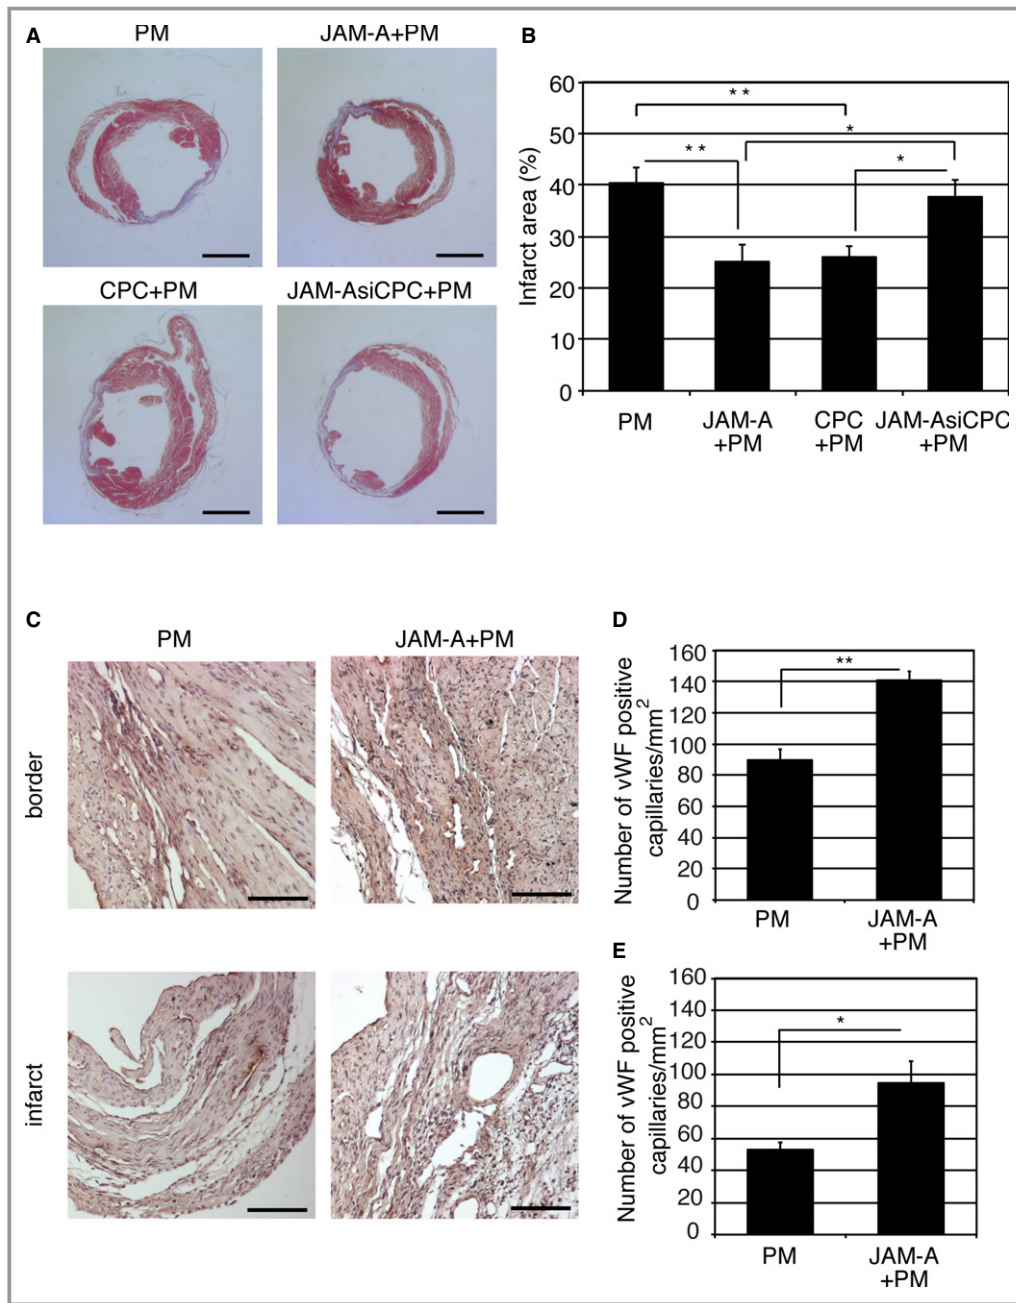 A
PM
JAM-A+PM
CPC+PM
JAM-AsiCPC+PM
B
Infarct area (%)
60
50
40
30
20
10
0
**
*
**
*
PM
JAM-A
+PM
CPC
+PM
JAM-AsiCPC
+PM
C
PM
JAM-A+PM
border
infarct
D
Number of vWF positive
capillaries/mm2
160
140
120
100
80
60
40
20
0
**
PM
JAM-A
+PM
E
Number of vWF positive
capillaries/mm2
160
140
120
100
80
60
40
20
0
*
PM
JAM-A
+PM